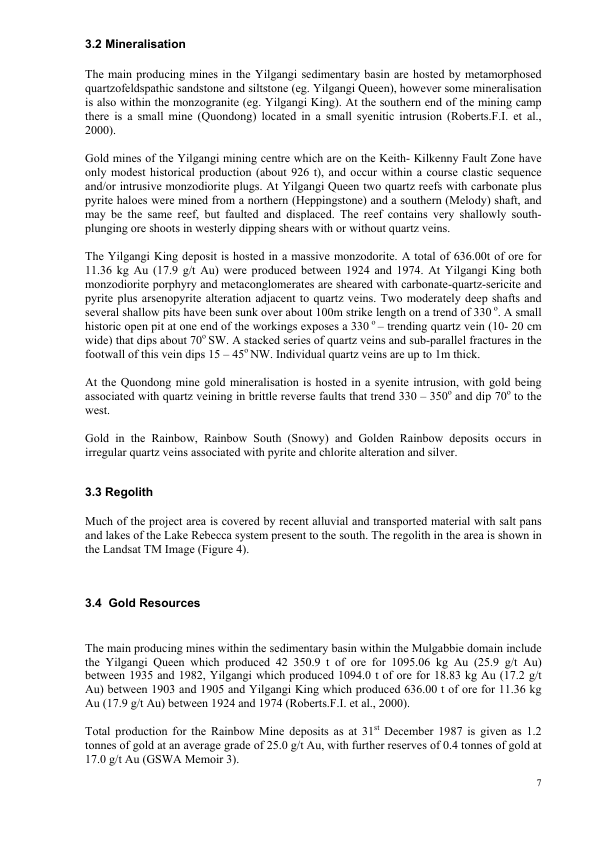 3.2 Mineralisation
The main producing mines in the Yilgangi sedimentary basin are hosted by metamorphosed
quartzofeldspathic sandstone and siltstone (eg. Yilgangi Queen), however some mineralisation
is also within the monzogranite (eg. Yilgangi King). At the southern end of the mining camp
there is a small mine (Quondong) located in a small syenitic intrusion (Roberts.F.I. et al.,
2000).
Gold mines of the Yilgangi mining centre which are on the Keith- Kilkenny Fault Zone have
only modest historical production (about 926 t), and occur within a course clastic sequence
and/or intrusive monzodiorite plugs. At Yilgangi Queen two quartz reefs with carbonate plus
pyrite haloes were mined from a northern (Heppingstone) and a southern (Melody) shaft, and
may be the same reef, but faulted and displaced. The reef contains very shallowly south-
plunging ore shoots in westerly dipping shears with or without quartz veins.
The Yilgangi King deposit is hosted in a massive monzodorite. A total of 636.00t of ore for
11.36 kg Au (17.9 g/t Au) were produced between 1924 and 1974. At Yilgangi King both
monzodiorite porphyry and metaconglomerates are sheared with carbonate-quartz-sericite and
pyrite plus arsenopyrite alteration adjacent to quartz veins. Two moderately deep shafts and
several shallow pits have been sunk over about 100m strike length on a trend of 330 º. A small
historic open pit at one end of the workings exposes a 330 º – trending quartz vein (10- 20 cm
wide) that dips about 70º SW. A stacked series of quartz veins and sub-parallel fractures in the
footwall of this vein dips 15 – 45º NW. Individual quartz veins are up to 1m thick.
At the Quondong mine gold mineralisation is hosted in a syenite intrusion, with gold being
associated with quartz veining in brittle reverse faults that trend 330 – 350º and dip 70º to the
west.
Gold in the Rainbow, Rainbow South (Snowy) and Golden Rainbow deposits occurs in
irregular quartz veins associated with pyrite and chlorite alteration and silver.
3.3 Regolith
Much of the project area is covered by recent alluvial and transported material with salt pans
and lakes of the Lake Rebecca system present to the south. The regolith in the area is shown in
the Landsat TM Image (Figure 4).
3.4 Gold Resources
The main producing mines within the sedimentary basin within the Mulgabbie domain include
the Yilgangi Queen which produced 42 350.9 t of ore for 1095.06 kg Au (25.9 g/t Au)
between 1935 and 1982, Yilgangi which produced 1094.0 t of ore for 18.83 kg Au (17.2 g/t
Au) between 1903 and 1905 and Yilgangi King which produced 636.00 t of ore for 11.36 kg
Au (17.9 g/t Au) between 1924 and 1974 (Roberts.F.I. et al., 2000).
Total production for the Rainbow Mine deposits as at 31st December 1987 is given as 1.2
tonnes of gold at an average grade of 25.0 g/t Au, with further reserves of 0.4 tonnes of gold at
17.0 g/t Au (GSWA Memoir 3).
7